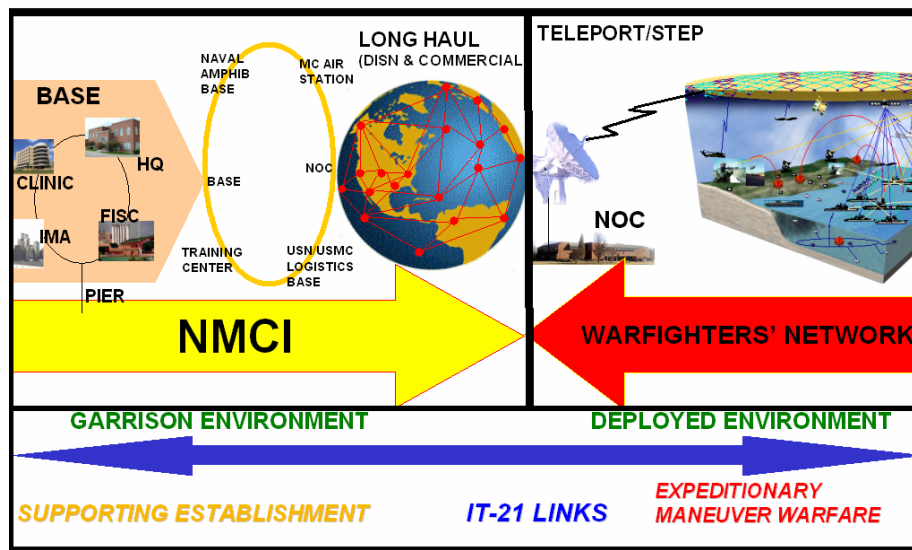 BASE
CLINIC
HQ
IMA
FISC
PIER
NAVAL
AMPHIB
BASE
MC AIR
STATION
BASE
NOC
TRAINING
CENTER
USN/USMC
LOGISTICS
BASE
LONG HAUL
(DISN & COMMERCIAL
NMCI
TELEPORT/STEP
NOC
WARFIGHTERS' NETWORK
GARRISON ENVIRONMENT
DEPLOYED ENVIRONMENT
SUPPORTING ESTABLISHMENT
IT-21 LINKS
EXPEDITIONARY
MANEUVER WARFARE